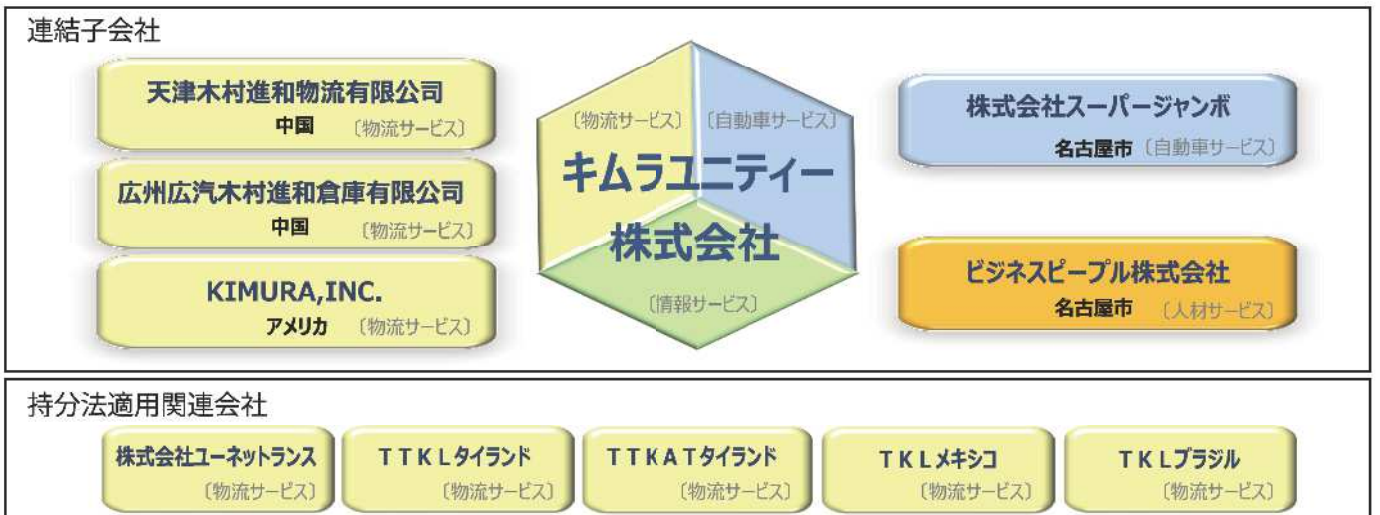 連結子会社
天津木村進和物流有限公司
中国 〔物流サービス〕
広州広汽木村進和倉庫有限公司
中国 〔物流サービス〕
KIMURA,INC.
アメリカ 〔物流サービス〕
〔物流サービス〕 〔自動車サービス〕
キムラユニティー
株式会社
〔情報サービス〕
株式会社スーパージャンボ
名古屋市 〔自動車サービス〕
ビジネスピープル株式会社
名古屋市 〔人材サービス〕
持分法適用関連会社
株式会社ユーネットランス
〔物流サービス〕
TTKLタイランド
〔物流サービス〕
TTKATタイランド
〔物流サービス〕
TKLメキシコ
〔物流サービス〕
TKLブラジル
〔物流サービス〕